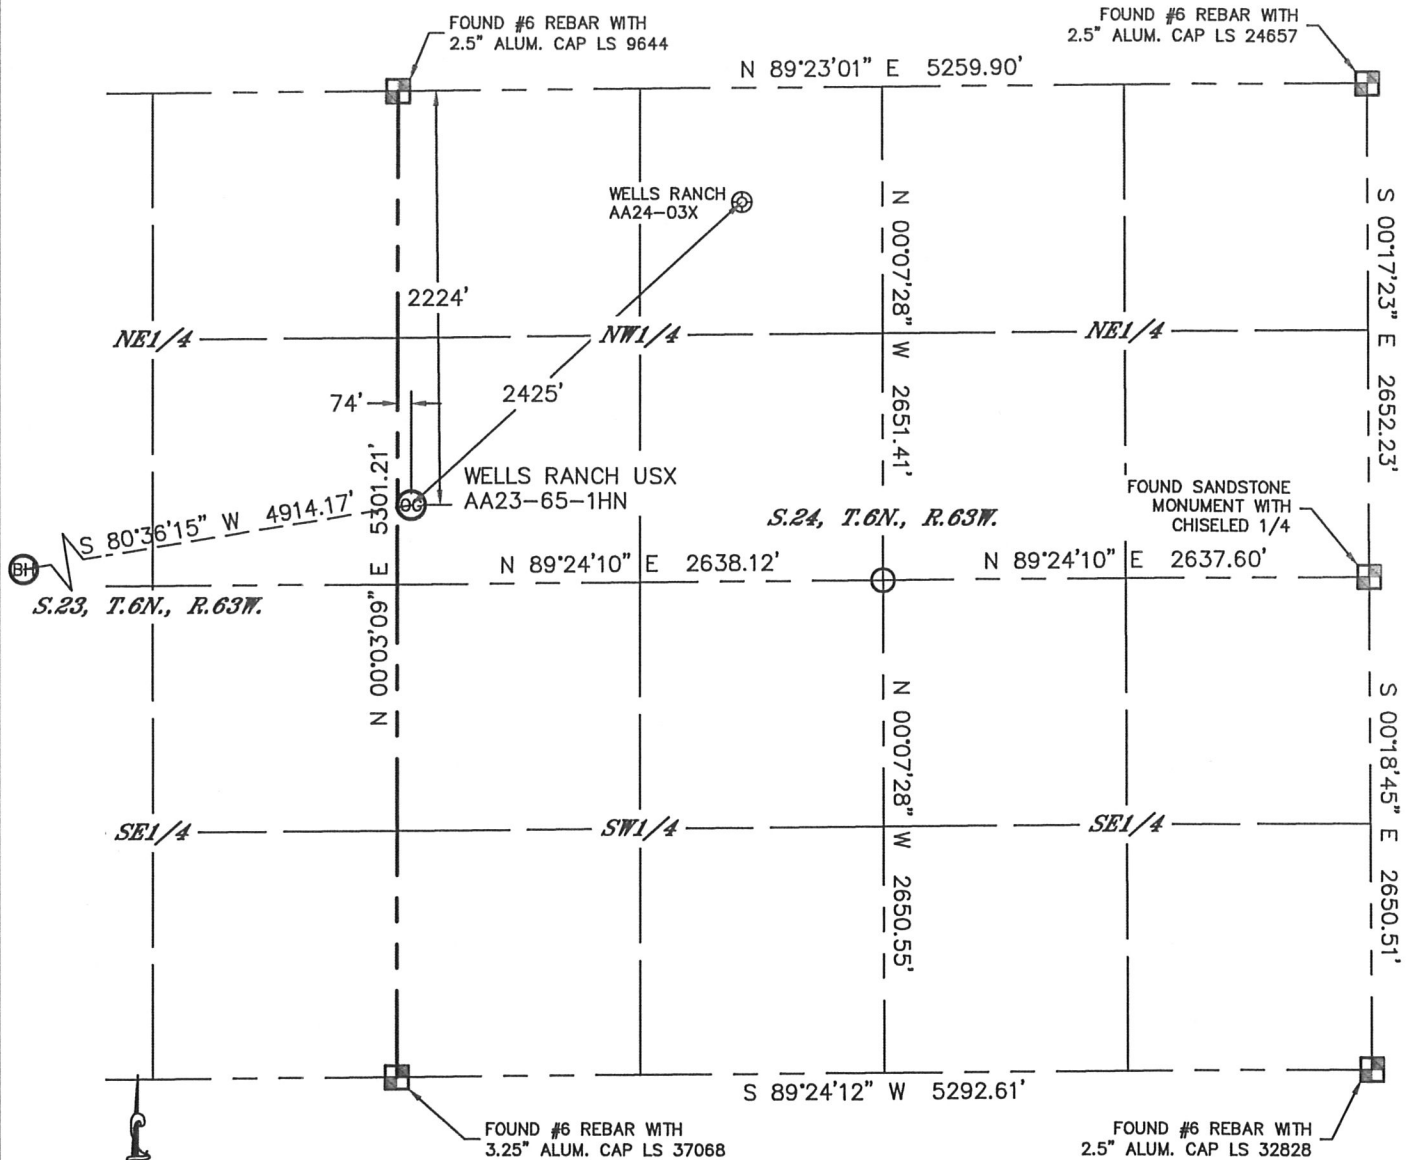 FOUND #6 REBAR WITH
2.5" ALUM. CAP LS 9644
FOUND #6 REBAR WITH
2.5" ALUM. CAP LS 24657
N 89°23'01" E 5259.90'
WELLS RANCH
AA24-03X
N 00°07'28" W 2651.41'
S 00°17'23" E 2652.23'
2224'
NE1/4
NW1/4
NE1/4
74'
2425'
WELLS RANCH USX
AA23-65-1HN
OG
N 00°03'09" E 5301.21'
S 80°36'15" W 4914.17'
BH
S.23, T.6N., R.63W.
S.24, T.6N., R.63W.
FOUND SANDSTONE
MONUMENT WITH
CHISELED 1/4
N 89°24'10" E 2638.12'
N 89°24'10" E 2637.60'
N 00°07'28" W 2650.55'
S 00°18'45" E 2650.51'
SE1/4
SW1/4
SE1/4
S 89°24'12" W 5292.61'
FOUND #6 REBAR WITH
3.25" ALUM. CAP LS 37068
FOUND #6 REBAR WITH
2.5" ALUM. CAP LS 32828